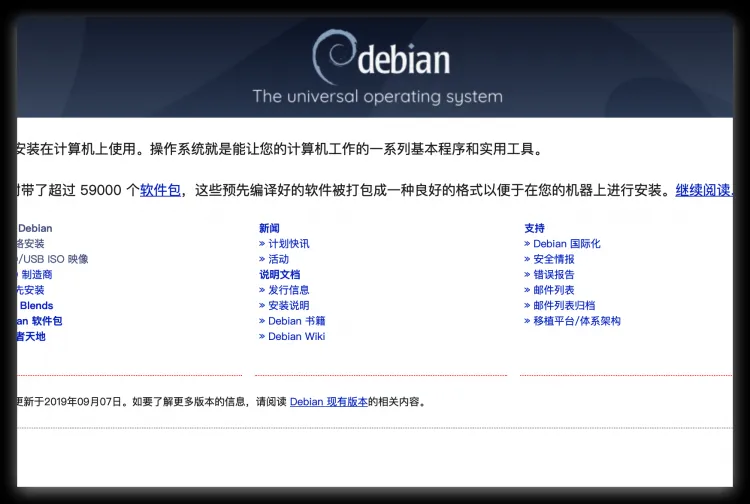 debian
The universal operating system
安装在计算机上使用。操作系统就是能让您的计算机工作的一系列基本程序和实用工具。
带了超过 59000 个软件包，这些预先编译好的软件被打包成一种良好的格式以便于在您的机器上进行安装。继续阅读.
Debian
络安装
/USB ISO 映像
制造商
先安装
Blends
an 软件包
者天地
新闻
» 计划快讯
» 活动
说明文档
» 发行信息
» 安装说明
» Debian 书籍
» Debian Wiki
支持
» Debian 国际化
» 安全情报
» 错误报告
» 邮件列表
» 邮件列表归档
» 移植平台/体系架构
更新于2019年09月07日。如要了解更多版本的信息，请阅读 Debian 现有版本的相关内容。